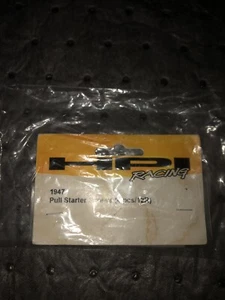 HPI
RACING
1947
Pull Starter